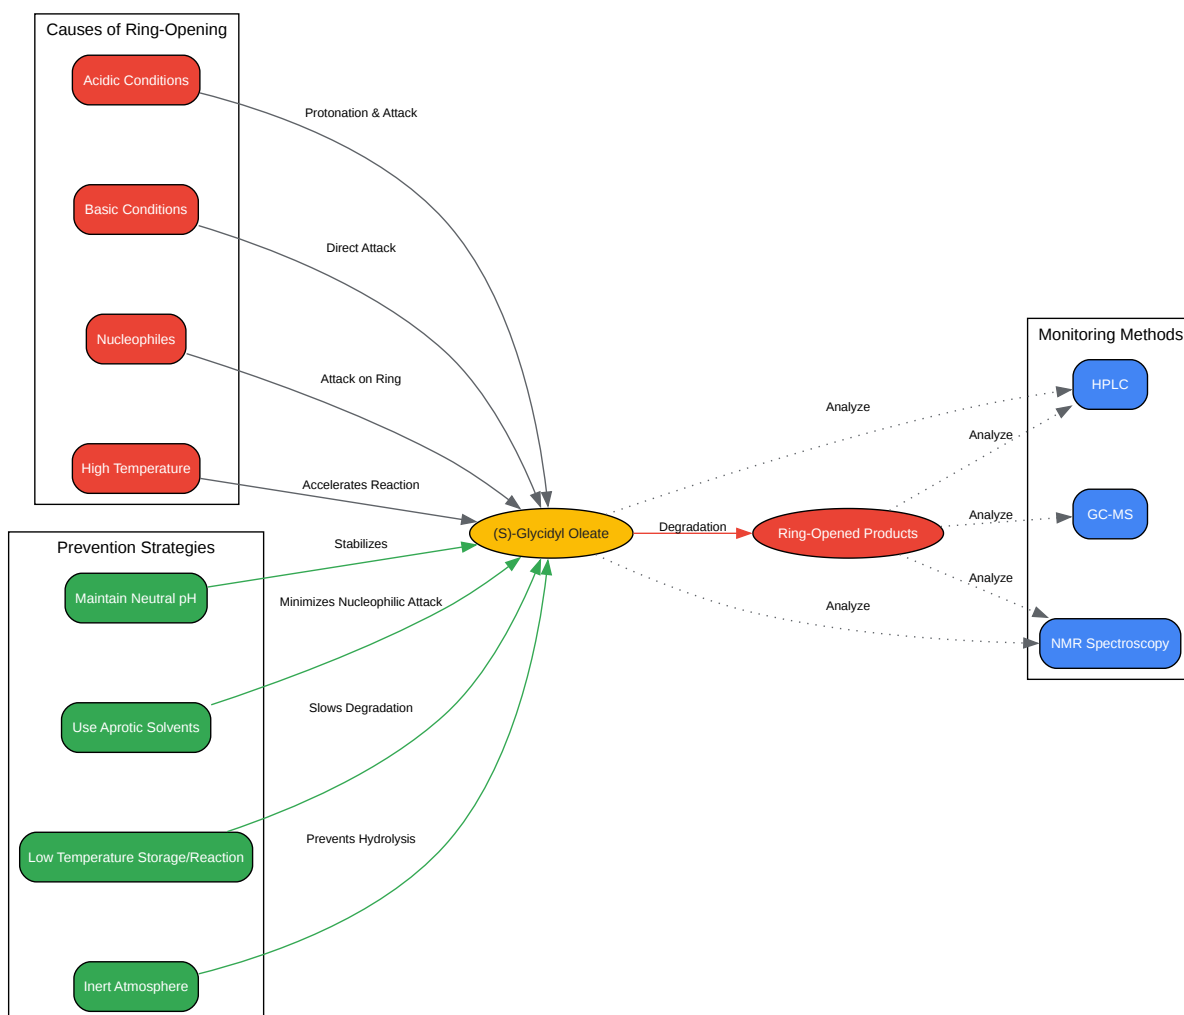 Causes of Ring-Opening
Acidic Conditions
Protonation & Attack
Basic Conditions
Direct Attack
Nucleophiles
Attack on Ring
High Temperature
Accelerates Reaction
Prevention Strategies
Maintain Neutral pH
Stabilizes
Minimizes Nucleophilic Attack
Use Aprotic Solvents
Slows Degradation
Low Temperature Storage/Reaction
Prevents Hydrolysis
Inert Atmosphere
(S)-Glycidyl Oleate
Degradation
Ring-Opened Products
Analyze
Analyze
Analyze
Analyze
Analyze
Monitoring Methods
HPLC
GC-MS
NMR Spectroscopy